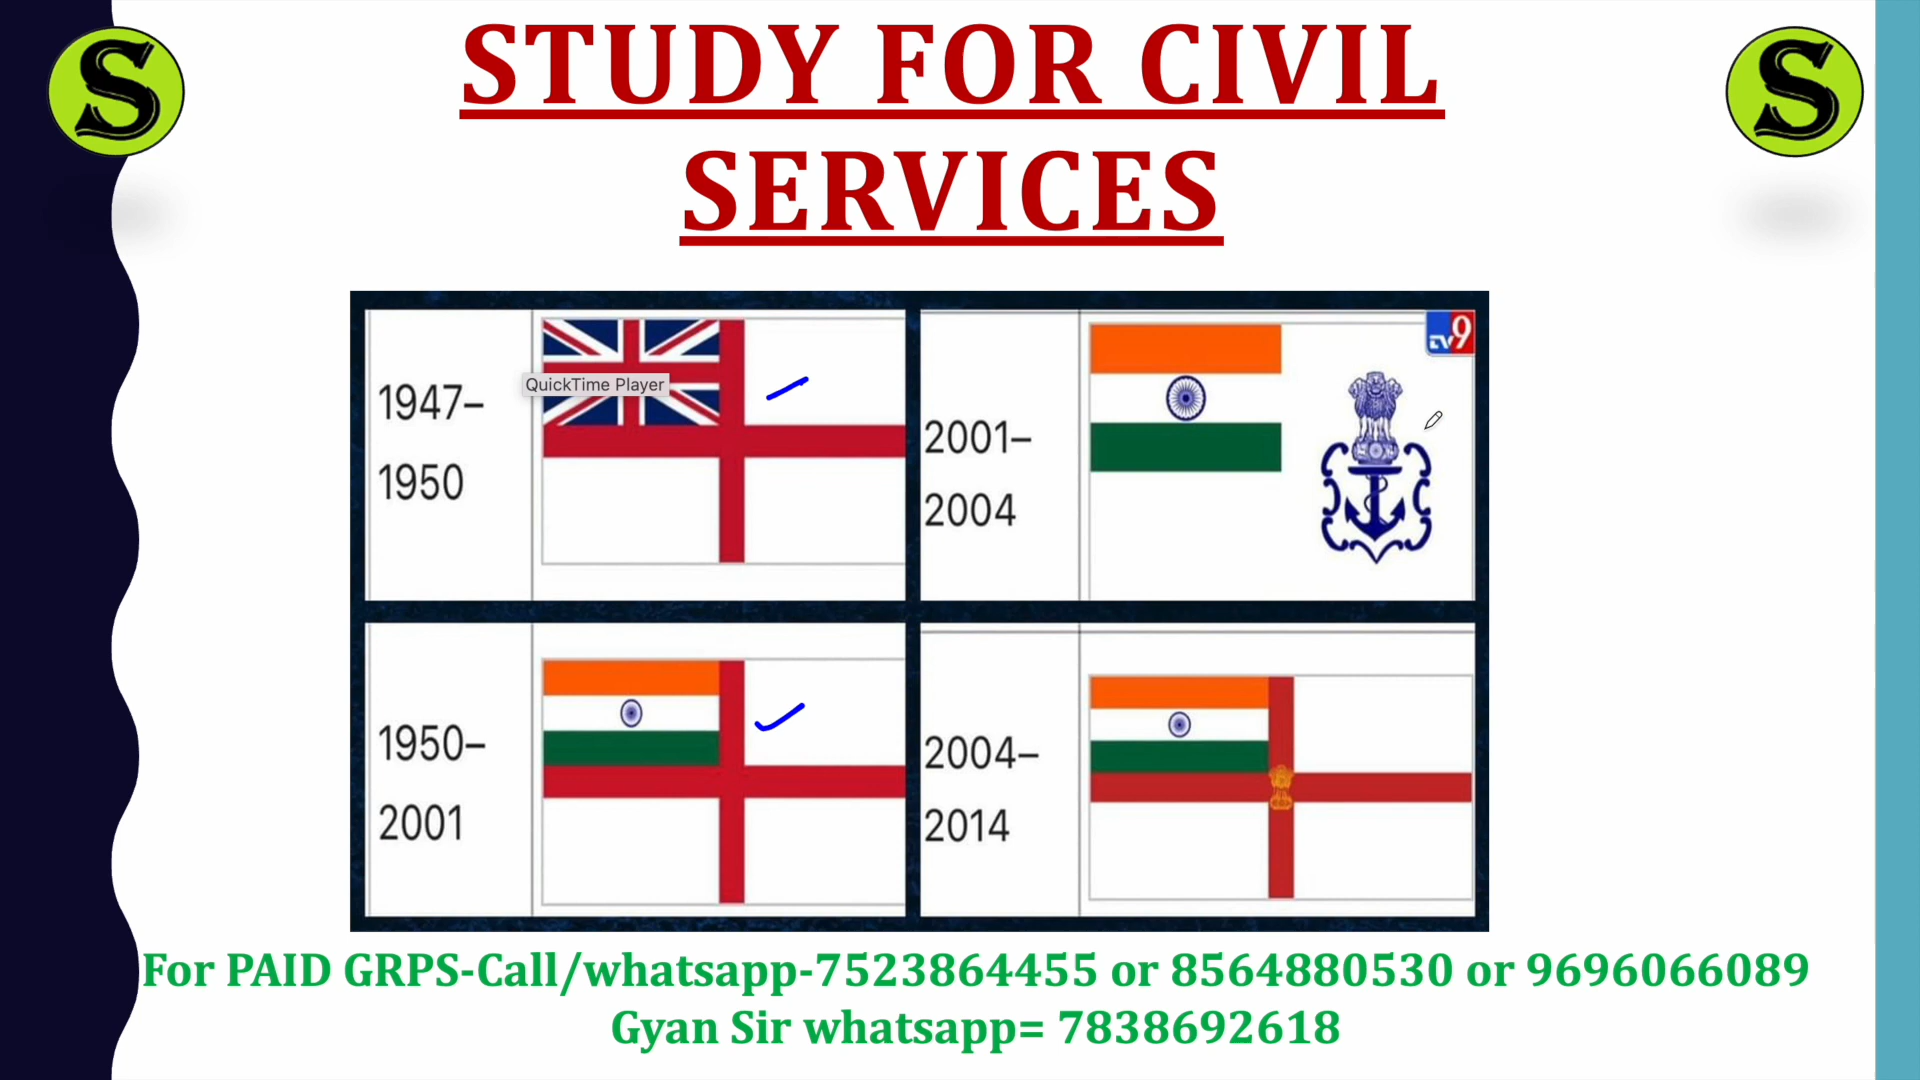 STUDY FOR CIVIL
SERVICES
S
S
1947–
1950
QuickTime Player
2001–
2004
TV9
1950–
2001
2004–
2014
For PAID GRPS-Call/whatsapp-7523864455 or 8564880530 or 9696066089
Gyan Sir whatsapp= 7838692618